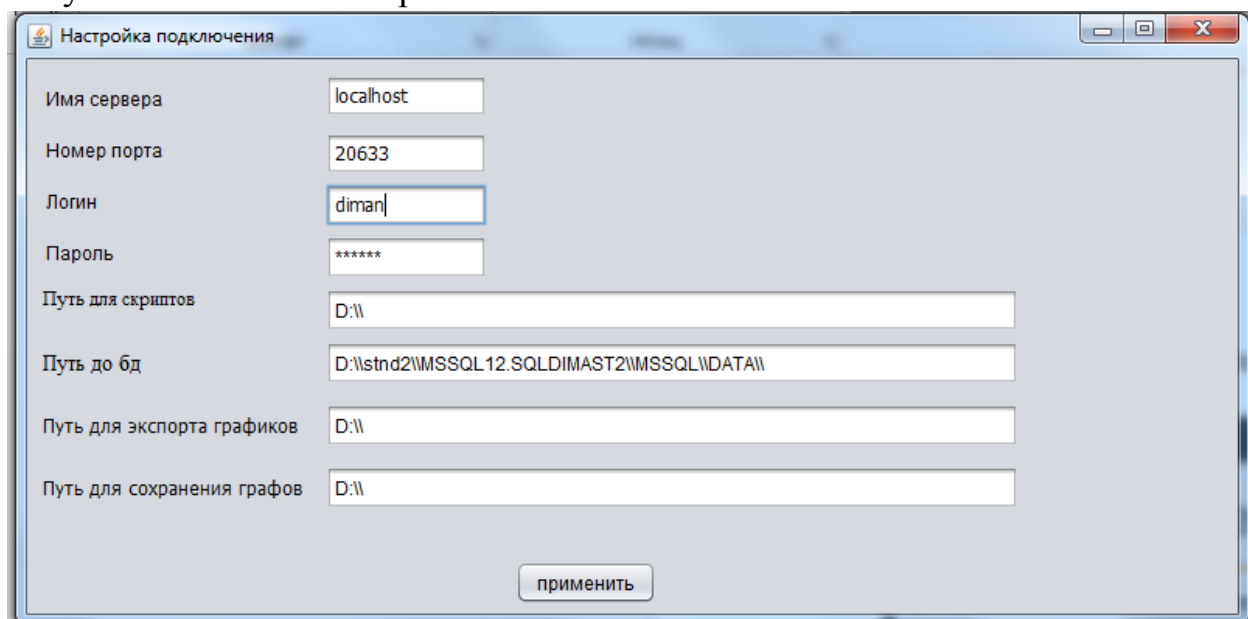 Настройка подключения
Имя сервера localhost
Номер порта 20633
Логин diman
Пароль ******
Путь для скриптов D:\\
Путь до бд D:\\stnd2\\MSSQL12.SQLDIMAST2\\MSSQL\\DATA\\
Путь для экспорта графиков D:\\
Путь для сохранения графов D:\\
применить